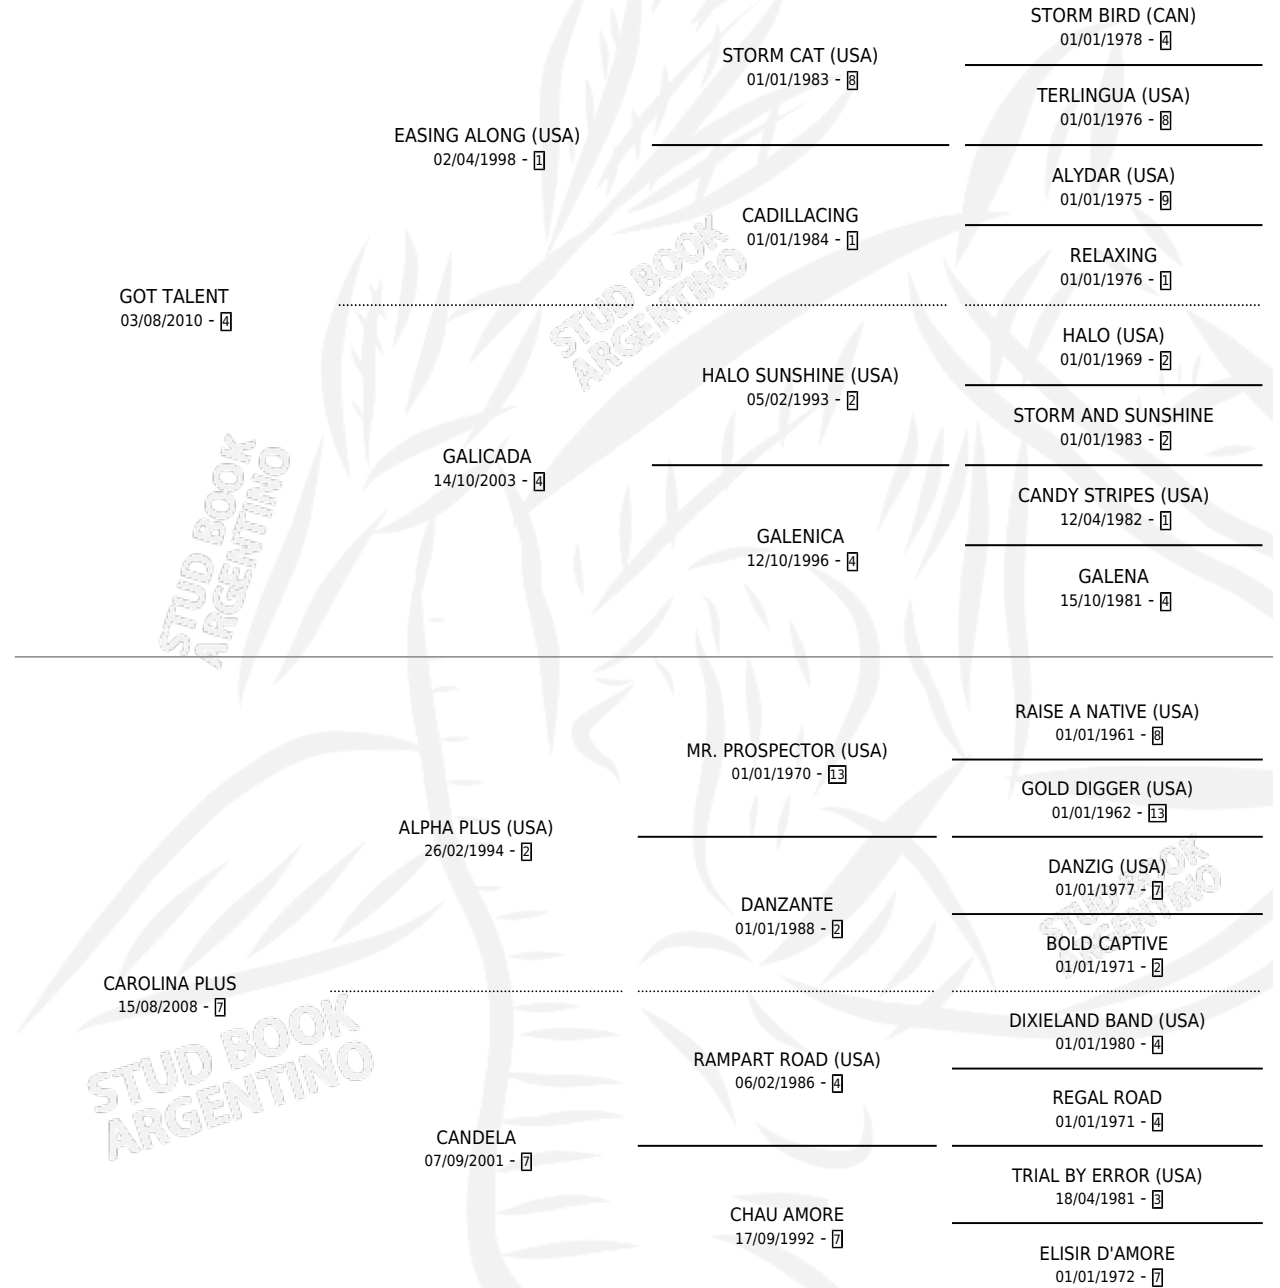 STORM BIRD (CAN)
01/01/1978 - 4
STORM CAT (USA)
01/01/1983 - 8
TERLINGUA (USA)
01/01/1976 - 8
EASING ALONG (USA)
02/04/1998 - 1
ALYDAR (USA)
01/01/1975 - 9
CADILLACING
01/01/1984 - 1
RELAXING
01/01/1976 - 1
GOT TALENT
03/08/2010 - 4
STUD BOOK
ARGENTINO
HALO (USA)
01/01/1969 - 2
HALO SUNSHINE (USA)
05/02/1993 - 2
STORM AND SUNSHINE
01/01/1983 - 2
GALICADA
14/10/2003 - 4
CANDY STRIPES (USA)
12/04/1982 - 1
GALENICA
12/10/1996 - 4
GALENA
15/10/1981 - 4
STUD BOOK
ARGENTINO
RAISE A NATIVE (USA)
01/01/1961 - 8
MR. PROSPECTOR (USA)
01/01/1970 - 13
GOLD DIGGER (USA)
01/01/1962 - 13
ALPHA PLUS (USA)
26/02/1994 - 2
DANZIG (USA)
01/01/1977 - 7
STUD BOOK
ARGENTINO
DANZANTE
01/01/1988 - 2
BOLD CAPTIVE
01/01/1971 - 2
CAROLINA PLUS
15/08/2008 - 7
STUD BOOK
ARGENTINO
DIXIELAND BAND (USA)
01/01/1980 - 4
RAMPART ROAD (USA)
06/02/1986 - 4
REGAL ROAD
01/01/1971 - 4
CANDELA
07/09/2001 - 7
TRIAL BY ERROR (USA)
18/04/1981 - 3
CHAU AMORE
17/09/1992 - 7
ELISIR D'AMORE
01/01/1972 - 7